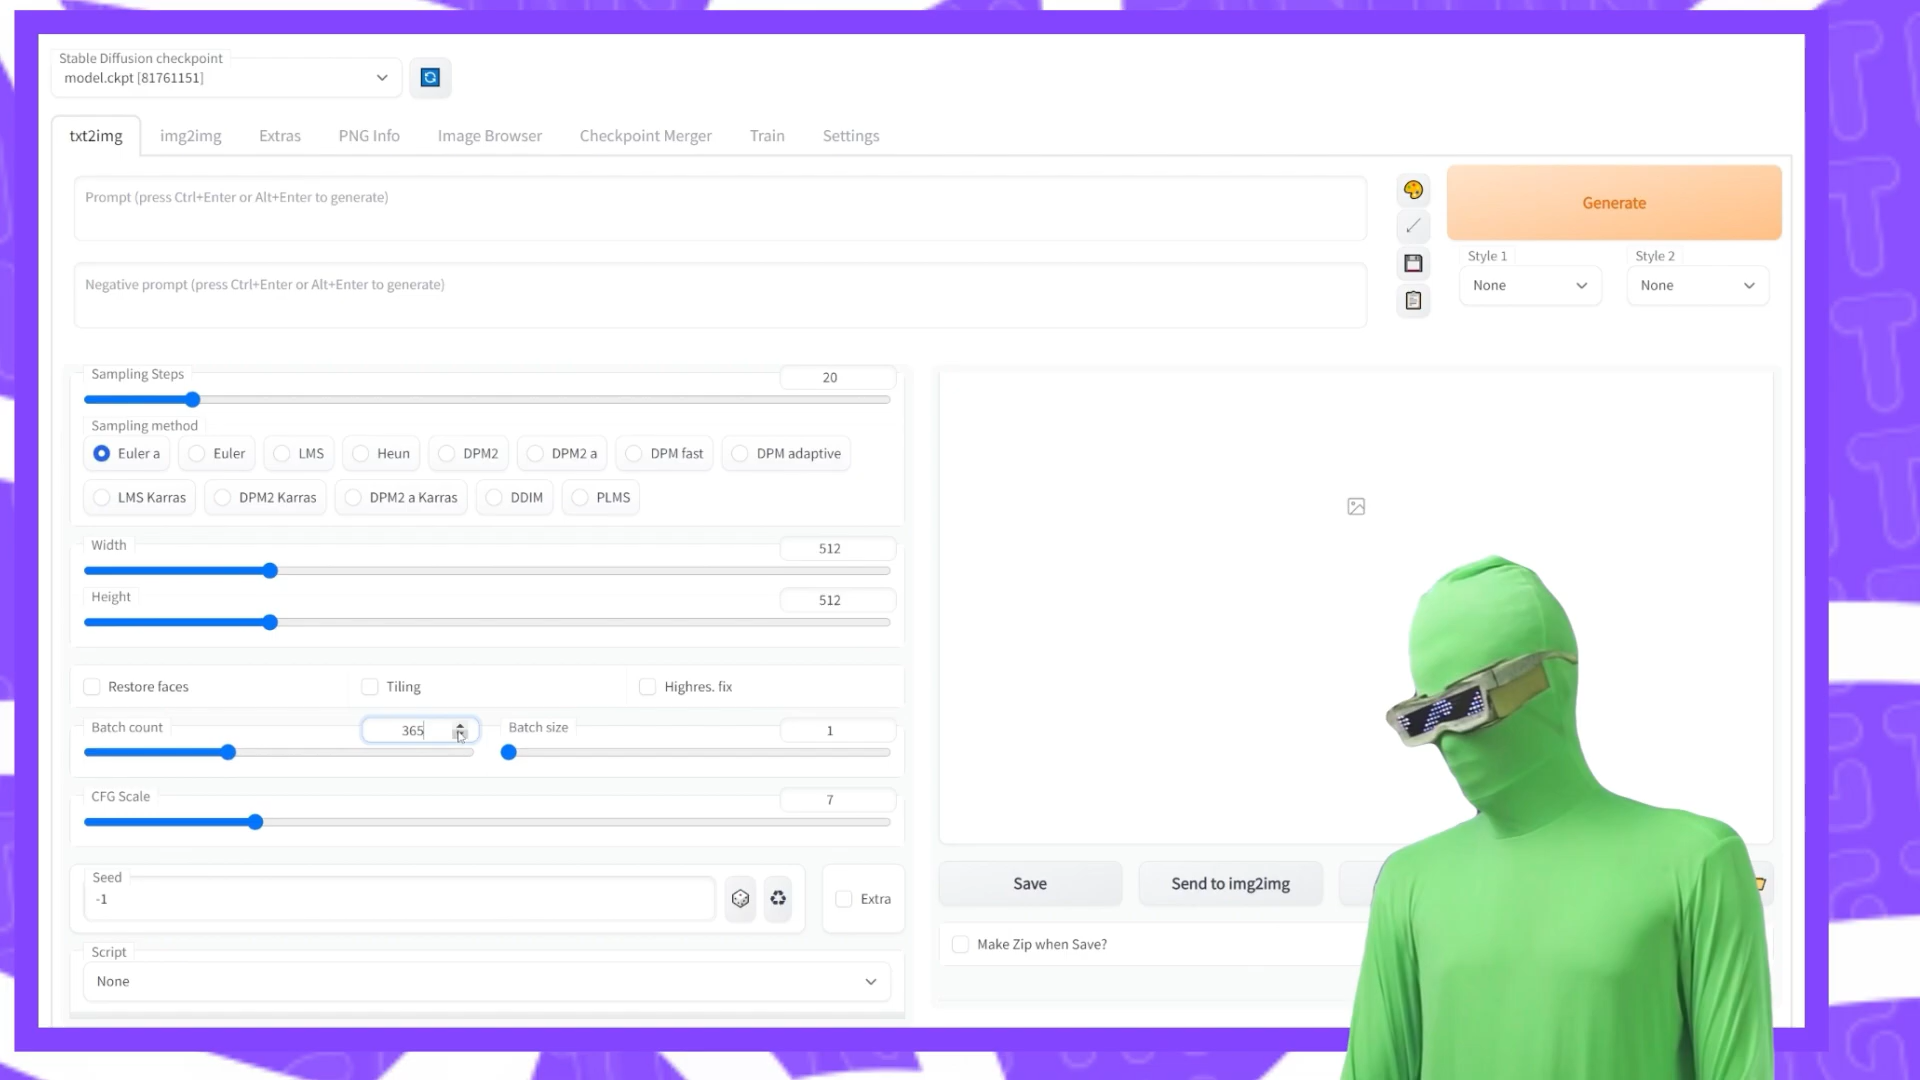 Stable Diffusion checkpoint
model.ckpt [81761151]
txt2img img2img Extras PNG Info Image Browser Checkpoint Merger Train Settings
Prompt (press Ctrl+Enter or Alt+Enter to generate)
Generate
Negative prompt (press Ctrl+Enter or Alt+Enter to generate)
Style 1 Style 2
None None
Sampling Steps 20
Sampling method
Euler a Euler LMS Heun DPM2 DPM2 a DPM fast DPM adaptive
LMS Karras DPM2 Karras DPM2 a Karras DDIM PLMS
Width 512
Height 512
Restore faces Tiling Highres. fix
Batch count 365 Batch size 1
CFG Scale 7
Seed
-1
Extra
Script
None
Save Send to img2img
Make Zip when Save?